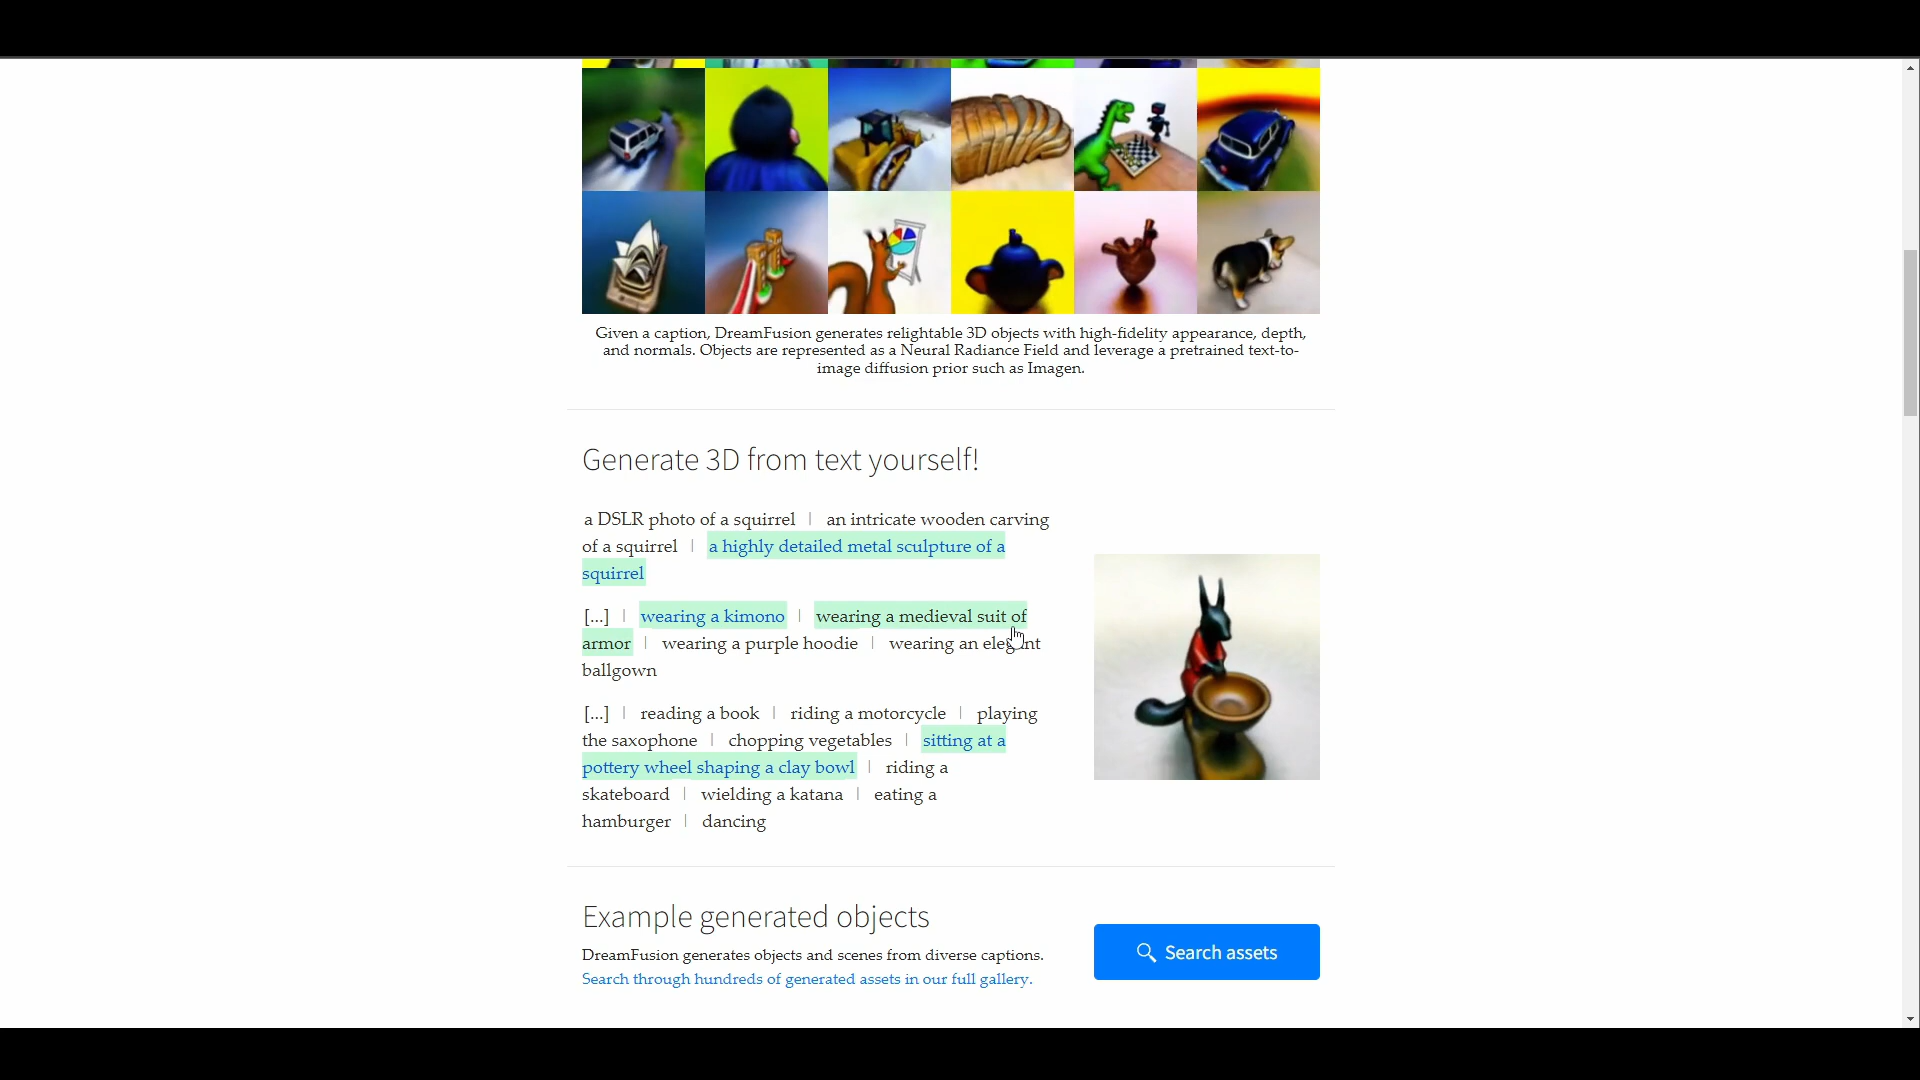 Given a caption, DreamFusion generates relightable 3D objects with high-fidelity appearance, depth,
and normals. Objects are represented as a Neural Radiance Field and leverage a pretrained text-to-
image diffusion prior such as Imagen.
Generate 3D from text yourself!
a DSLR photo of a squirrel | an intricate wooden carving
of a squirrel | a highly detailed metal sculpture of a
squirrel
[...] | wearing a kimono | wearing a medieval suit of
armor | wearing a purple hoodie | wearing an elegant
ballgown
[...] | reading a book | riding a motorcycle | playing
the saxophone | chopping vegetables | sitting at a
pottery wheel shaping a clay bowl | riding a
skateboard | wielding a katana | eating a
hamburger | dancing
Example generated objects
DreamFusion generates objects and scenes from diverse captions.
Search through hundreds of generated assets in our full gallery.
Search assets